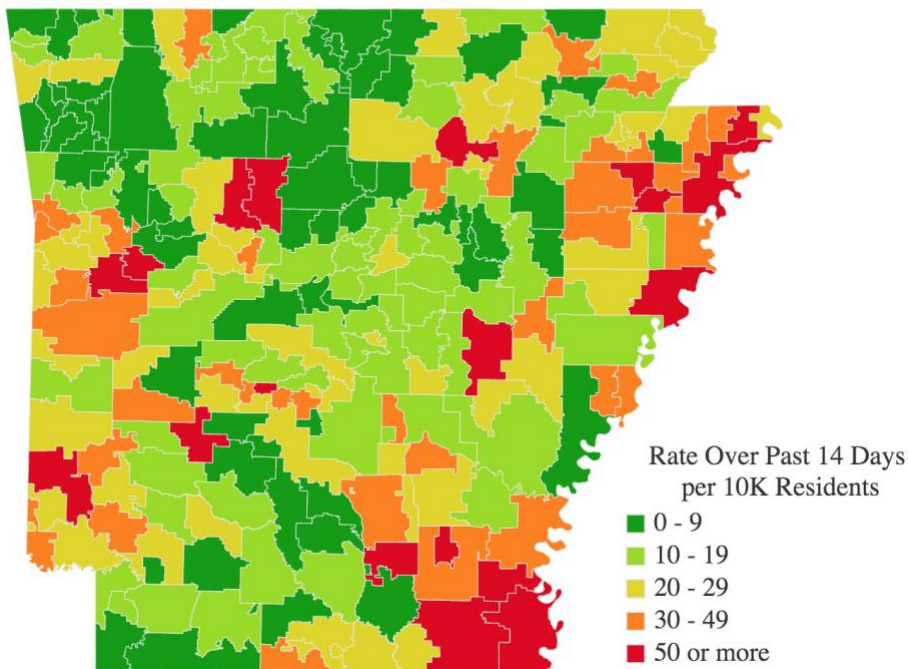 Rate Over Past 14 Days
per 10K Residents
0 - 9
10 - 19
20 - 29
30 - 49
50 or more